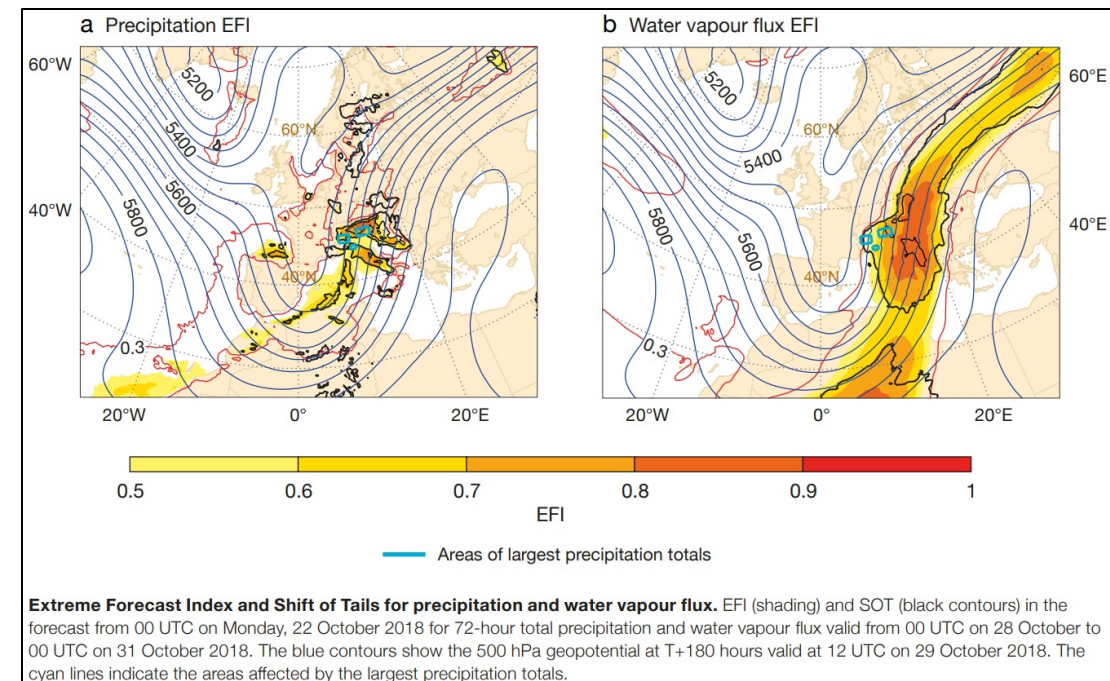 a Precipitation EFI
b Water vapour flux EFI
60°W
5200
5400
60°N
5600
5800
40°W
40°N
0.3
20°W
0°
20°E
5200
60°E
60°N
5400
5800
5600
40°E
40°N
0.3
20°W
0°
20°E
0.5
0.6
0.7
0.8
0.9
1
EFI
Areas of largest precipitation totals
Extreme Forecast Index and Shift of Tails for precipitation and water vapour flux. EFI (shading) and SOT (black contours) in the
forecast from 00 UTC on Monday, 22 October 2018 for 72-hour total precipitation and water vapour flux valid from 00 UTC on 28 October to
00 UTC on 31 October 2018. The blue contours show the 500 hPa geopotential at T+180 hours valid at 12 UTC on 29 October 2018. The
cyan lines indicate the areas affected by the largest precipitation totals.